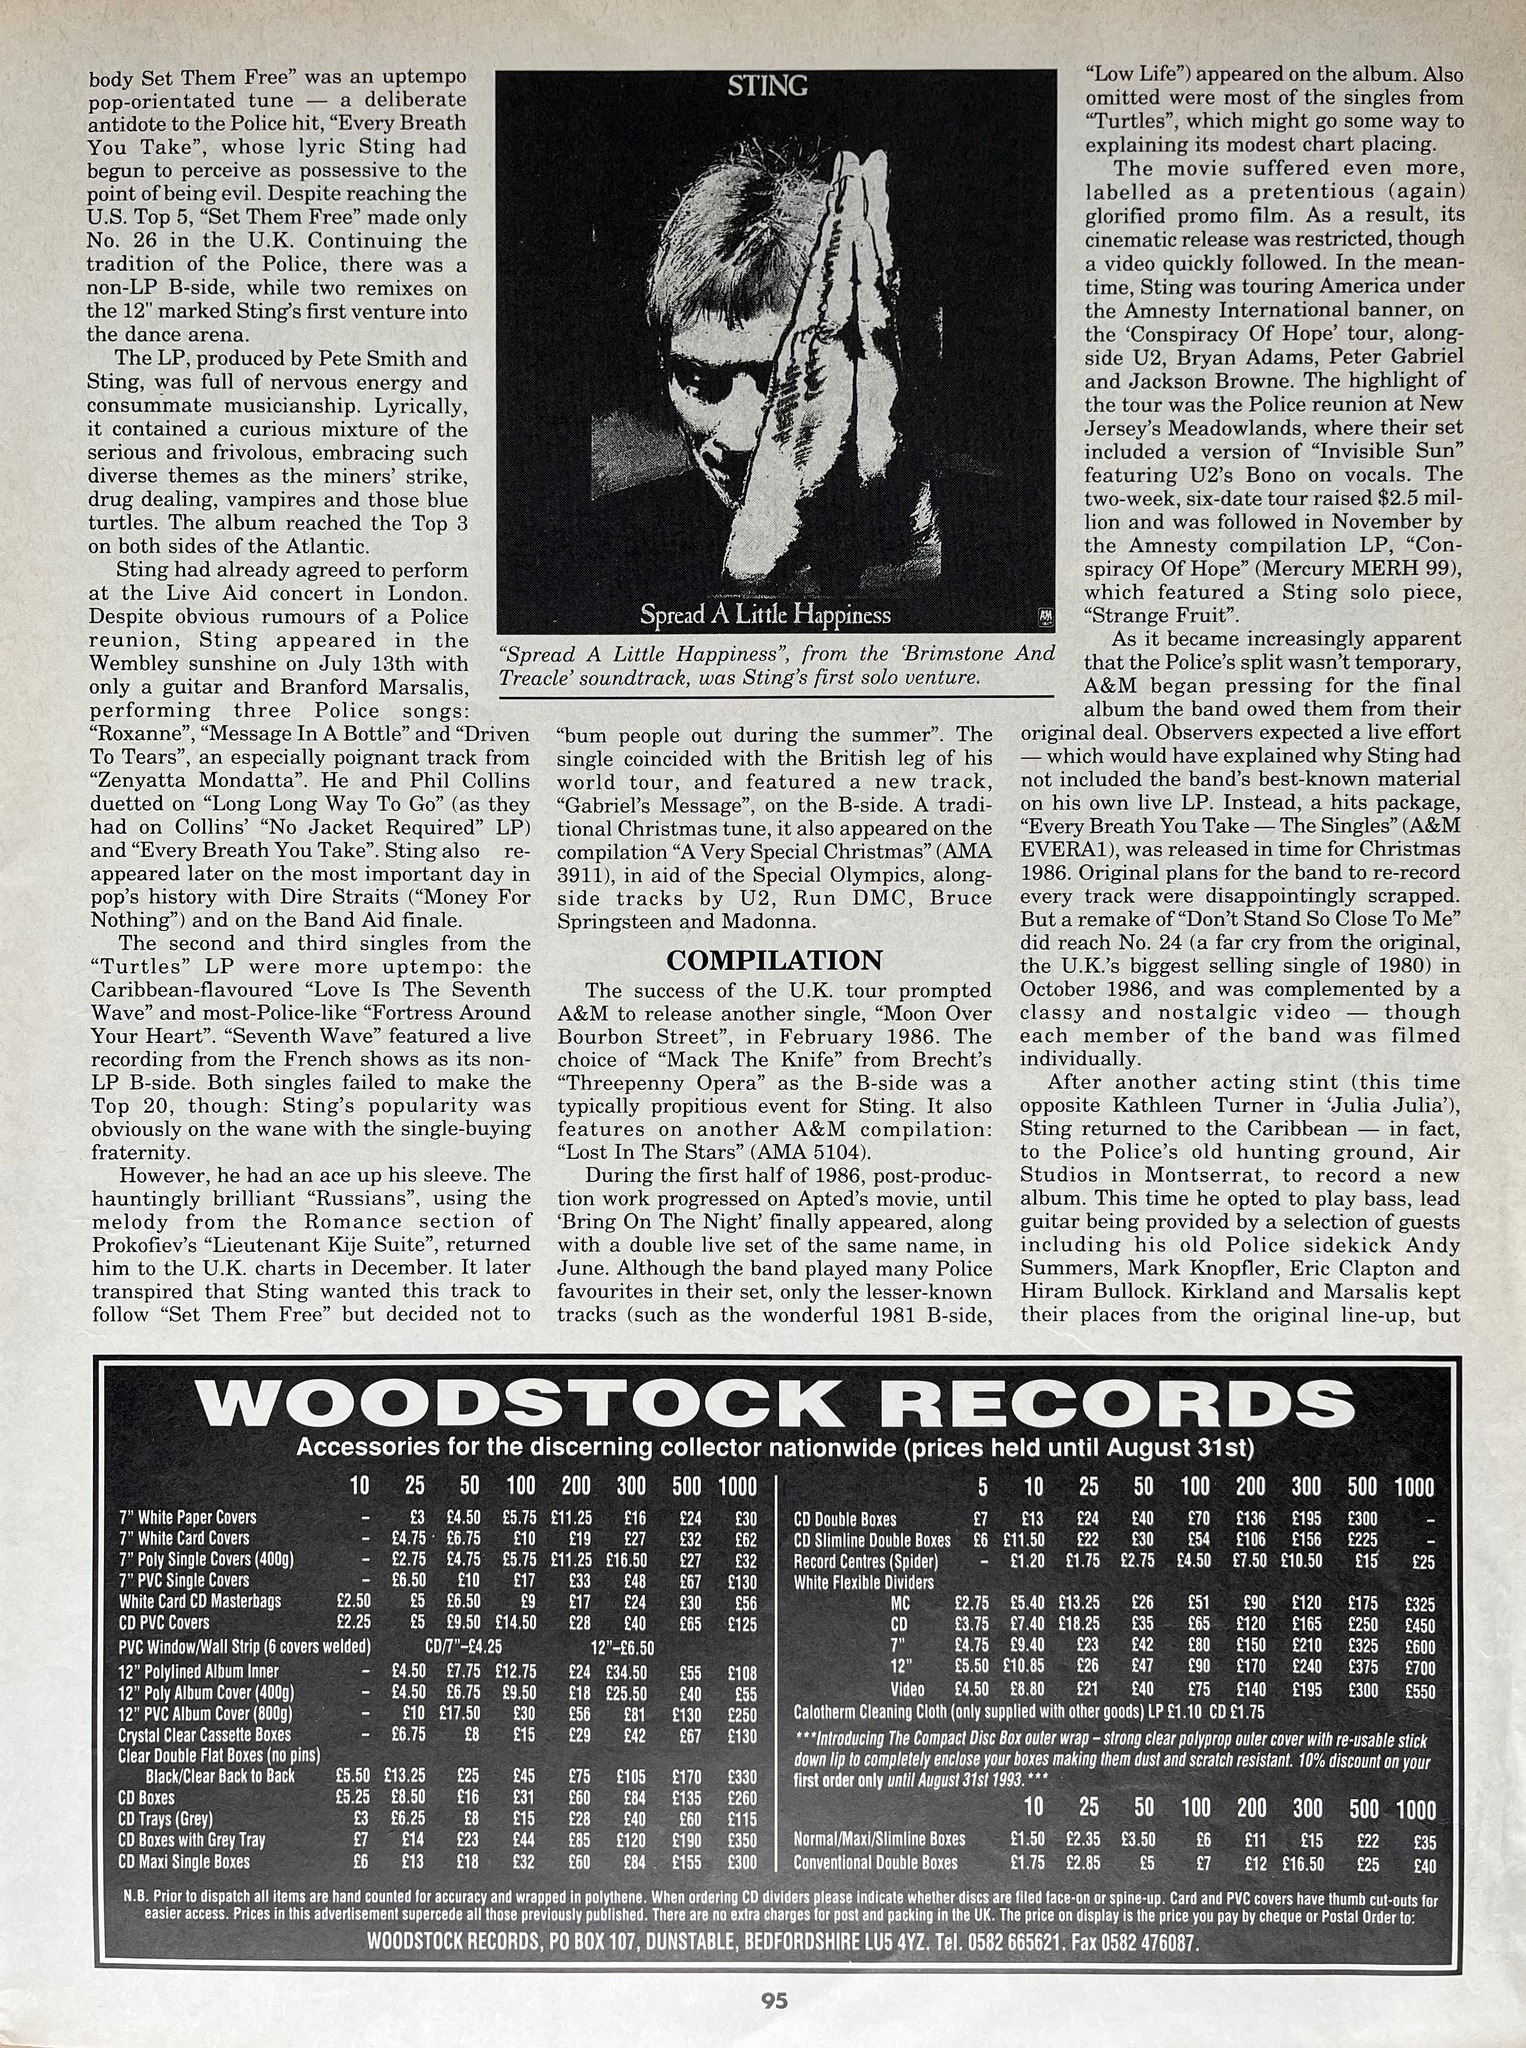 body Set Them Free” was an uptempo
pop-orientated tune — a deliberate
antidote to the Police hit, “Every Breath
You Take”, whose lyric Sting had
begun to perceive as possessive to the
point of being evil. Despite reaching the
U.S. Top 5, “Set Them Free” made only
No. 26 in the U.K. Continuing the
tradition of the Police, there was a
non-LP B-side, while two remixes on
the 12" marked Sting’s first venture into
the dance arena.
The LP, produced by Pete Smith and
Sting, was full of nervous energy and
consummate musicianship. Lyrically,
it contained a curious mixture of the
serious and frivolous, embracing such
diverse themes as the miners’ strike,
drug dealing, vampires and those blue
turtles. The album reached the Top 3
on both sides of the Atlantic.
Sting had already agreed to perform
at the Live Aid concert in London.
Despite obvious rumours of a Police
reunion, Sting appeared in the
Wembley sunshine on July 13th with
only a guitar and Branford Marsalis,
performing three Police songs:
“Roxanne”, “Message In A Bottle” and “Driven
To Tears”, an especially poignant track from
“Zenyatta Mondatta”. He and Phil Collins
duetted on “Long Long Way To Go” (as they
had on Collins’ “No Jacket Required” LP)
and “Every Breath You Take”. Sting also re-
appeared later on the most important day in
pop’s history with Dire Straits (“Money For
Nothing”) and on the Band Aid finale.
The second and third singles from the
“Turtles” LP were more uptempo: the
Caribbean-flavoured “Love Is The Seventh
Wave” and most-Police-like “Fortress Around
Your Heart”. “Seventh Wave” featured a live
recording from the French shows as its non-
LP B-side. Both singles failed to make the
Top 20, though: Sting’s popularity was
obviously on the wane with the single-buying
fraternity.
However, he had an ace up his sleeve. The
hauntingly brilliant “Russians”, using the
melody from the Romance section of
Prokofiev’s “Lieutenant Kije Suite”, returned
him to the U.K. charts in December. It later
transpired that Sting wanted this track to
follow “Set Them Free” but decided not to
STING
Spread A Little Happiness
A&M
“Spread A Little Happiness”, from the ‘Brimstone And
Treacle’ soundtrack, was Sting’s first solo venture.
“bum people out during the summer”. The
single coincided with the British leg of his
world tour, and featured a new track,
“Gabriel’s Message”, on the B-side. A tradi-
tional Christmas tune, it also appeared on the
compilation “A Very Special Christmas” (AMA
3911), in aid of the Special Olympics, along-
side tracks by U2, Run DMC, Bruce
Springsteen and Madonna.
COMPILATION
The success of the U.K. tour prompted
A&M to release another single, “Moon Over
Bourbon Street”, in February 1986. The
choice of “Mack The Knife” from Brecht’s
“Threepenny Opera” as the B-side was a
typically propitious event for Sting. It also
features on another A&M compilation:
“Lost In The Stars” (AMA 5104).
During the first half of 1986, post-produc-
tion work progressed on Apted’s movie, until
‘Bring On The Night’ finally appeared, along
with a double live set of the same name, in
June. Although the band played many Police
favourites in their set, only the lesser-known
tracks (such as the wonderful 1981 B-side,
“Low Life”) appeared on the album. Also
omitted were most of the singles from
“Turtles”, which might go some way to
explaining its modest chart placing.
The movie suffered even more,
labelled as a pretentious (again)
glorified promo film. As a result, its
cinematic release was restricted, though
a video quickly followed. In the mean-
time, Sting was touring America under
the Amnesty International banner, on
the ‘Conspiracy Of Hope’ tour, along-
side U2, Bryan Adams, Peter Gabriel
and Jackson Browne. The highlight of
the tour was the Police reunion at New
Jersey’s Meadowlands, where their set
included a version of “Invisible Sun”
featuring U2’s Bono on vocals. The
two-week, six-date tour raised $2.5 mil-
lion and was followed in November by
the Amnesty compilation LP, “Con-
spiracy Of Hope” (Mercury MERH 99),
which featured a Sting solo piece,
“Strange Fruit”.
As it became increasingly apparent
that the Police’s split wasn’t temporary,
A&M began pressing for the final
album the band owed them from their
original deal. Observers expected a live effort
— which would have explained why Sting had
not included the band’s best-known material
on his own live LP. Instead, a hits package,
“Every Breath You Take — The Singles” (A&M
EVERA1), was released in time for Christmas
1986. Original plans for the band to re-record
every track were disappointingly scrapped.
But a remake of “Don’t Stand So Close To Me”
did reach No. 24 (a far cry from the original,
the U.K.’s biggest selling single of 1980) in
October 1986, and was complemented by a
classy and nostalgic video — though
each member of the band was filmed
individually.
After another acting stint (this time
opposite Kathleen Turner in ‘Julia Julia’),
Sting returned to the Caribbean — in fact,
to the Police’s old hunting ground, Air
Studios in Montserrat, to record a new
album. This time he opted to play bass, lead
guitar being provided by a selection of guests
including his old Police sidekick Andy
Summers, Mark Knopfler, Eric Clapton and
Hiram Bullock. Kirkland and Marsalis kept
their places from the original line-up, but
WOODSTOCK RECORDS
Accessories for the discerning collector nationwide (prices held until August 31st)
10 25 50 100 200 300 500 1000
7” White Paper Covers – £3 £4.50 £5.75 £11.25 £16 £24 £30
7” White Card Covers – £4.75 £6.75 £10 £19 £27 £32 £62
7” Poly Single Covers (400g) – £2.75 £4.75 £5.75 £11.25 £16.50 £27 £32
7” PVC Single Covers – £6.50 £10 £17 £33 £48 £67 £130
White Card CD Masterbags £2.50 £5 £6.50 £9 £17 £24 £30 £56
CD PVC Covers £2.25 £5 £9.50 £14.50 £28 £40 £65 £125
PVC Window/Wall Strip (6 covers welded) CD/7”–£4.25 12”–£6.50
12” Polylined Album Inner – £4.50 £7.75 £12.75 £24 £34.50 £55 £108
12” Poly Album Cover (400g) – £4.50 £6.75 £9.50 £18 £25.50 £40 £55
12” PVC Album Cover (800g) – £10 £17.50 £30 £56 £81 £130 £250
Crystal Clear Cassette Boxes – £6.75 £8 £15 £29 £42 £67 £130
Clear Double Flat Boxes (no pins)
Black/Clear Back to Back £5.50 £13.25 £25 £45 £75 £105 £170 £330
CD Boxes £5.25 £8.50 £16 £31 £60 £84 £135 £260
CD Trays (Grey) £3 £6.25 £8 £15 £28 £40 £60 £115
CD Boxes with Grey Tray £7 £14 £23 £44 £85 £120 £190 £350
CD Maxi Single Boxes £6 £13 £18 £32 £60 £84 £155 £300
5 10 25 50 100 200 300 500 1000
CD Double Boxes £7 £13 £24 £40 £70 £136 £195 £300 –
CD Slimline Double Boxes £6 £11.50 £22 £30 £54 £106 £156 £225 –
Record Centres (Spider) – £1.20 £1.75 £2.75 £4.50 £7.50 £10.50 £15 £25
White Flexible Dividers
MC £2.75 £5.40 £13.25 £26 £51 £90 £120 £175 £325
CD £3.75 £7.40 £18.25 £35 £65 £120 £165 £250 £450
7” £4.75 £9.40 £23 £42 £80 £150 £210 £325 £600
12” £5.50 £10.85 £26 £47 £90 £170 £240 £375 £700
Video £4.50 £8.80 £21 £40 £75 £140 £195 £300 £550
Calotherm Cleaning Cloth (only supplied with other goods) LP £1.10 CD £1.75
***Introducing The Compact Disc Box outer wrap – strong clear polyprop outer cover with re-usable stick
down lip to completely enclose your boxes making them dust and scratch resistant. 10% discount on your
first order only until August 31st 1993.***
10 25 50 100 200 300 500 1000
Normal/Maxi/Slimline Boxes £1.50 £2.35 £3.50 £6 £11 £15 £22 £35
Conventional Double Boxes £1.75 £2.85 £5 £7 £12 £16.50 £25 £40
N.B. Prior to dispatch all items are hand counted for accuracy and wrapped in polythene. When ordering CD dividers please indicate whether discs are filed face-on or spine-up. Card and PVC covers have thumb cut-outs for
easier access. Prices in this advertisement supercede all those previously published. There are no extra charges for post and packing in the UK. The price on display is the price you pay by cheque or Postal Order to:
WOODSTOCK RECORDS, PO BOX 107, DUNSTABLE, BEDFORDSHIRE LU5 4YZ. Tel. 0582 665621. Fax 0582 476087.
95